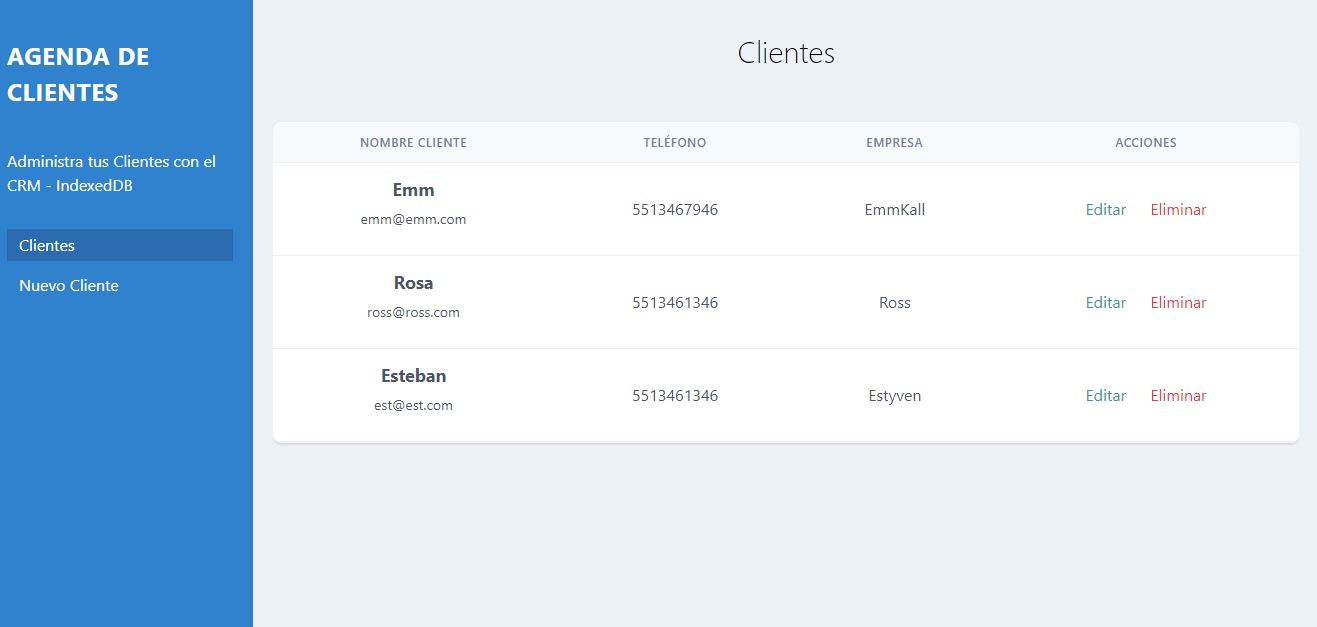 AGENDA DE
CLIENTES
Administra tus Clientes con el
CRM - IndexedDB
Clientes
Nuevo Cliente
Clientes
NOMBRE CLIENTE TELÉFONO EMPRESA ACCIONES
Emm
emm@emm.com 5513467946 EmmKall Editar Eliminar
Rosa
ross@ross.com 5513461346 Ross Editar Eliminar
Esteban
est@est.com 5513461346 Estyven Editar Eliminar